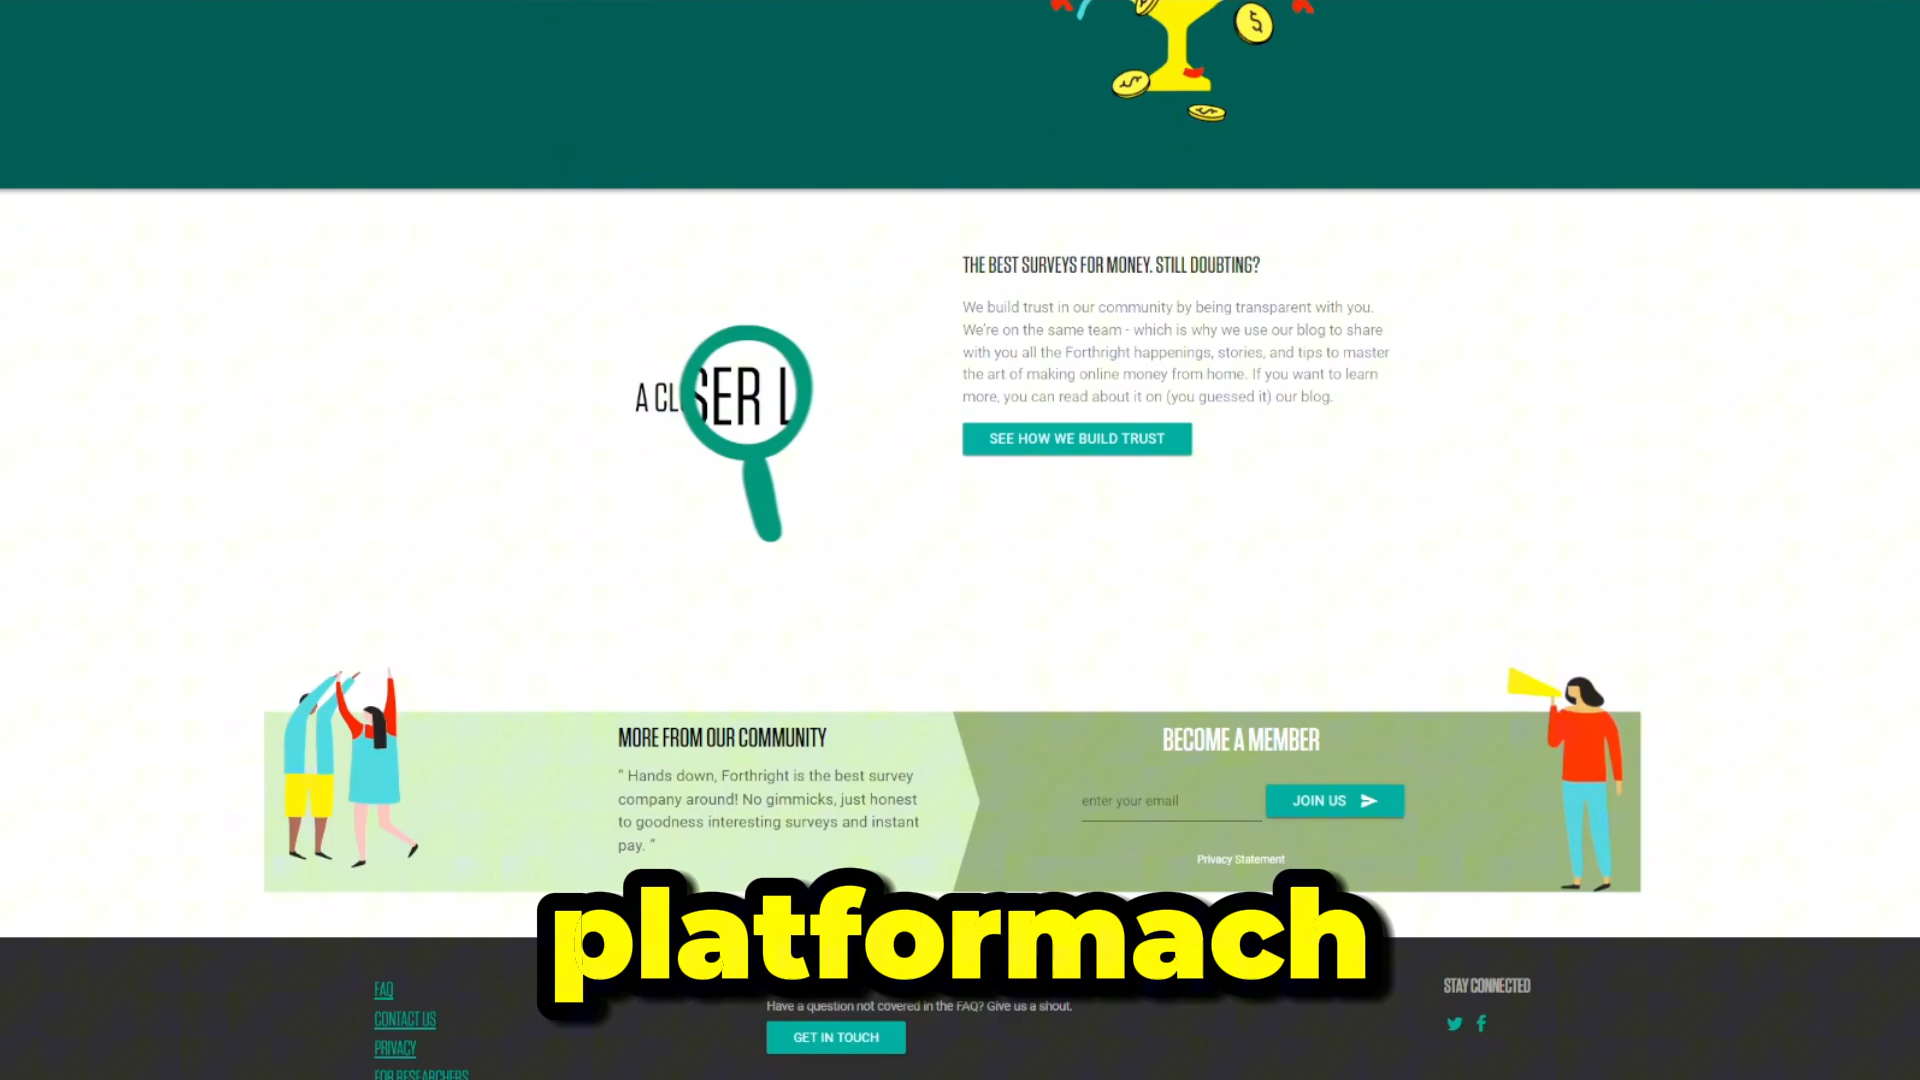 THE BEST SURVEYS FOR MONEY. STILL DOUBTING?
We build trust in our community by being transparent with you.
We're on the same team - which is why we use our blog to share
with you all the Forthright happenings, stories, and tips to master
the art of making online money from home. If you want to learn
more, you can read about it on (you guessed it) our blog.
SEE HOW WE BUILD TRUST
A CLOSER L
MORE FROM OUR COMMUNITY
" Hands down, Forthright is the best survey
company around! No gimmicks, just honest
to goodness interesting surveys and instant
pay. "
BECOME A MEMBER
enter your email
JOIN US
Privacy Statement
platformach
FAQ
CONTACT US
PRIVACY
FOR RESEARCHERS
Have a question not covered in the FAQ? Give us a shout.
GET IN TOUCH
STAY CONNECTED